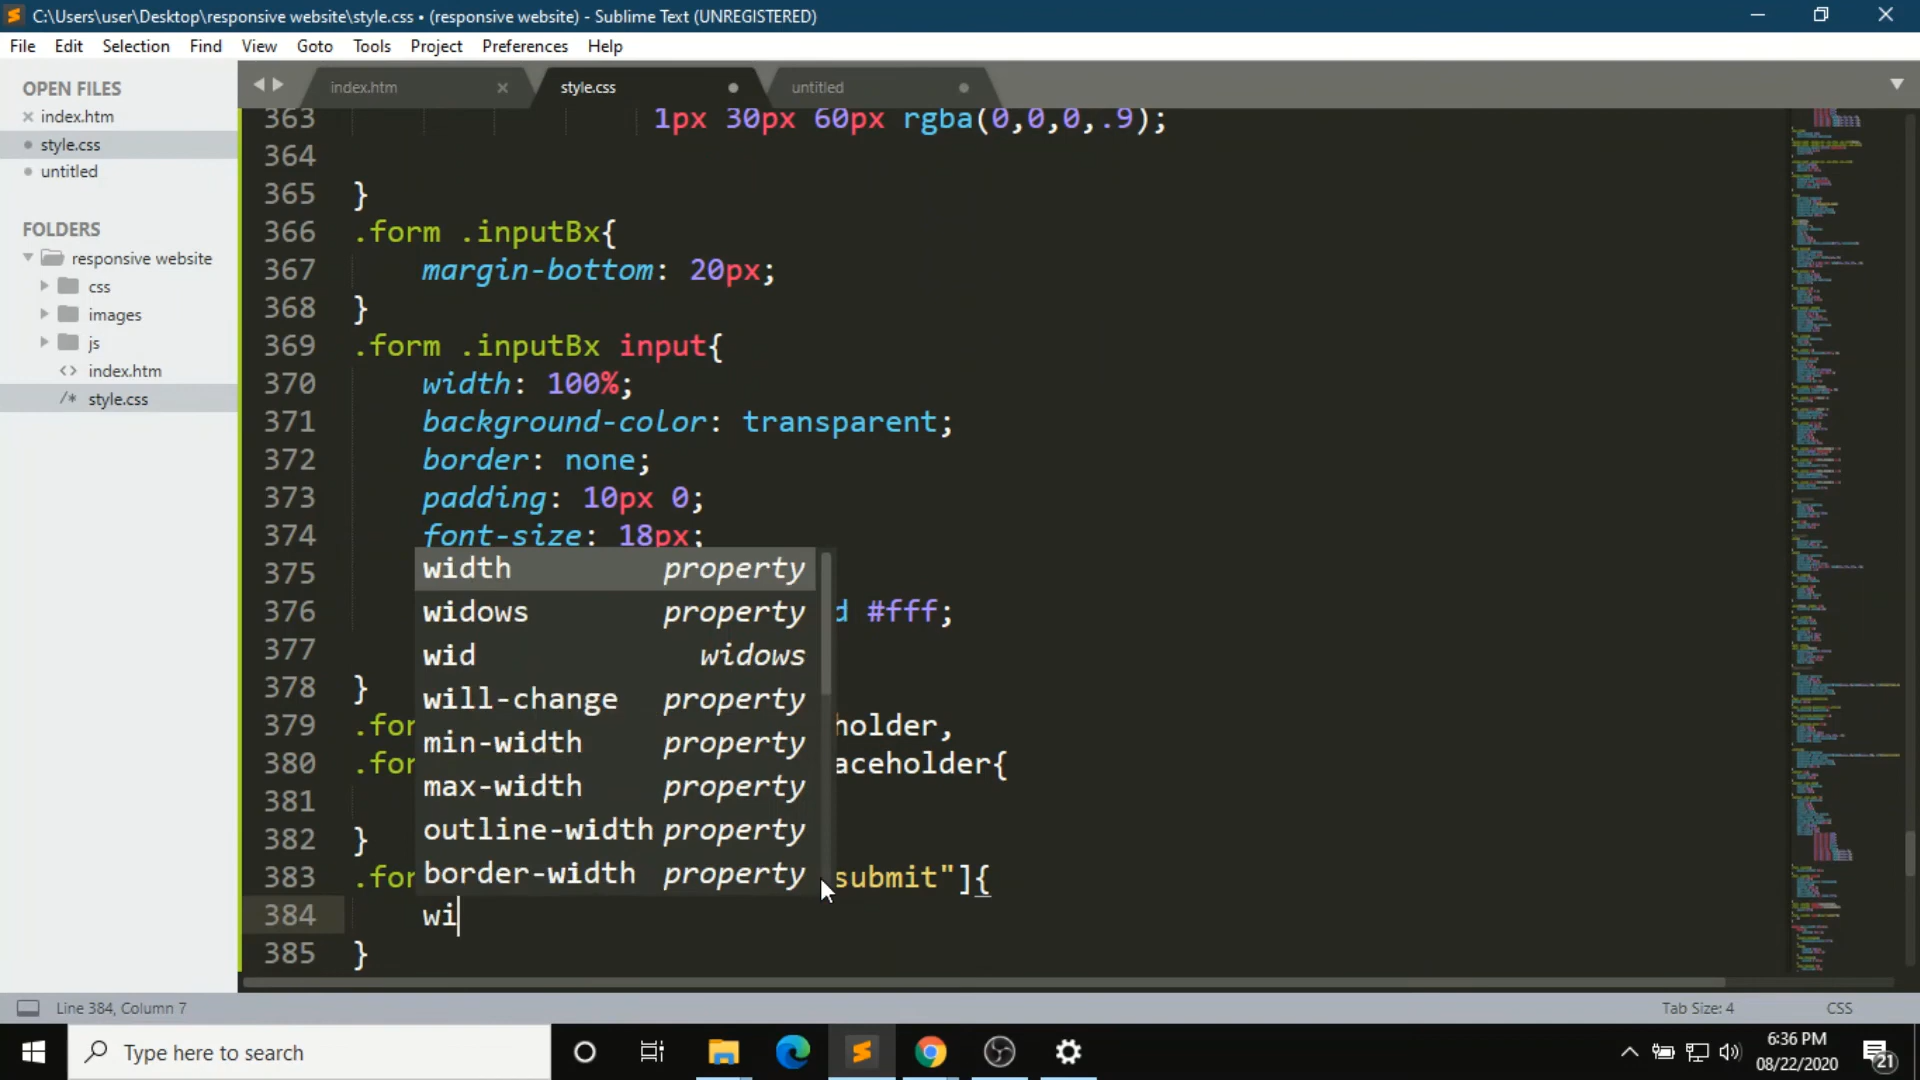 C:\Users\user\Desktop\responsive website\style.css • (responsive website) - Sublime Text (UNREGISTERED)
File Edit Selection Find View Goto Tools Project Preferences Help
OPEN FILES
index.htm
style.css
untitled
FOLDERS
responsive website
css
images
js
index.htm
style.css
index.htm style.css untitled
363 1px 30px 60px rgba(0,0,0,.9);
364
365 }
366 .form .inputBx{
367 margin-bottom: 20px;
368 }
369 .form .inputBx input{
370 width: 100%;
371 background-color: transparent;
372 border: none;
373 padding: 10px 0;
374 font-size: 18px;
375
376 d #fff;
377
378 }
379 .for holder,
380 .for aceholder{
381
382 }
383 .for submit"]{
384 wi
385 }
width property
widows property
wid widows
will-change property
min-width property
max-width property
outline-width property
border-width property
Line 384, Column 7
Tab Size: 4
CSS
Type here to search
6:36 PM
08/22/2020
21